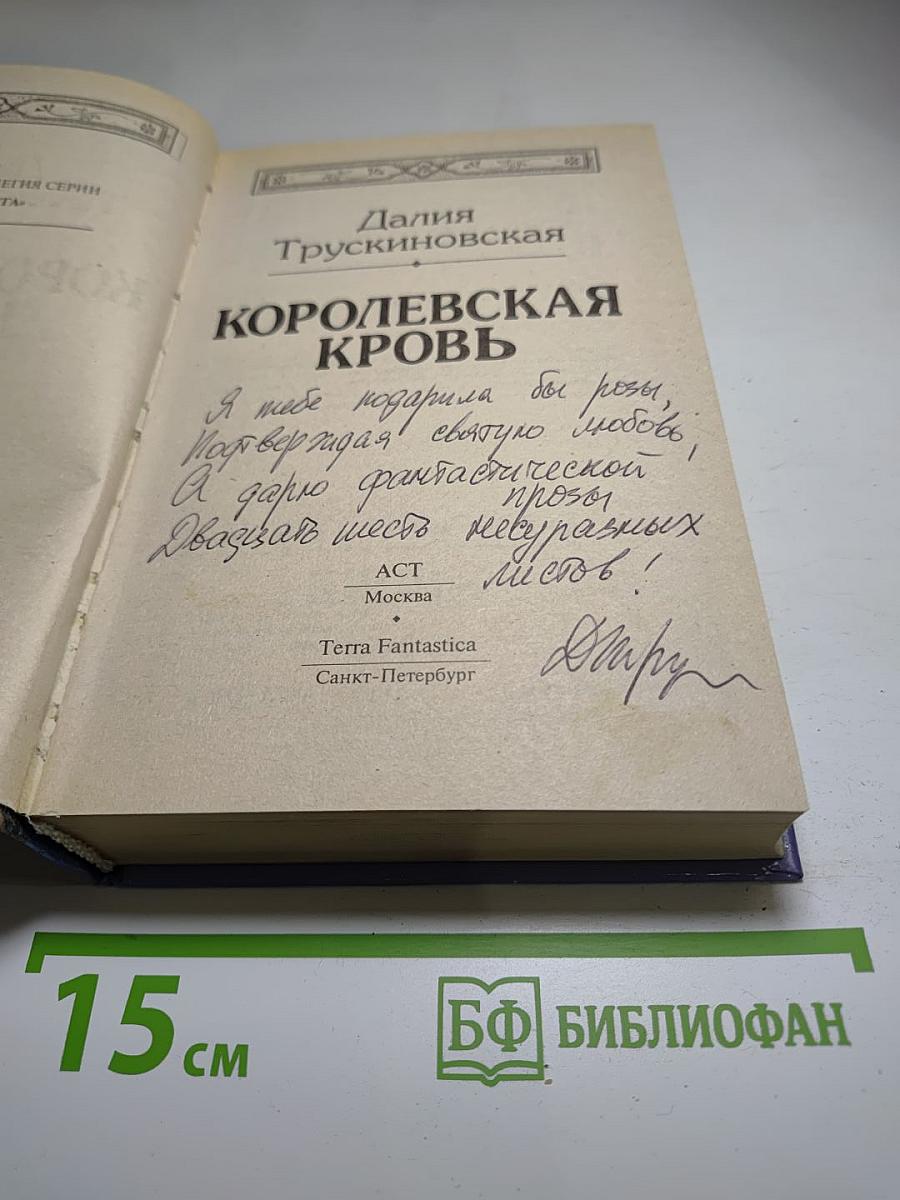 ЛЕГИЯ СЕРИИ
ТА»
Далия
Трускиновская
КОРОЛЕВСКАЯ
КРОВЬ
Я тебе подарила бы розы,
Подтверждая святую любовь,
А дарю фантастической
прозы
Двадцать шесть несуразных
листов!
АСТ
Москва
Terra Fantastica
Санкт-Петербург
15 см
БФ БИБЛИОФАН